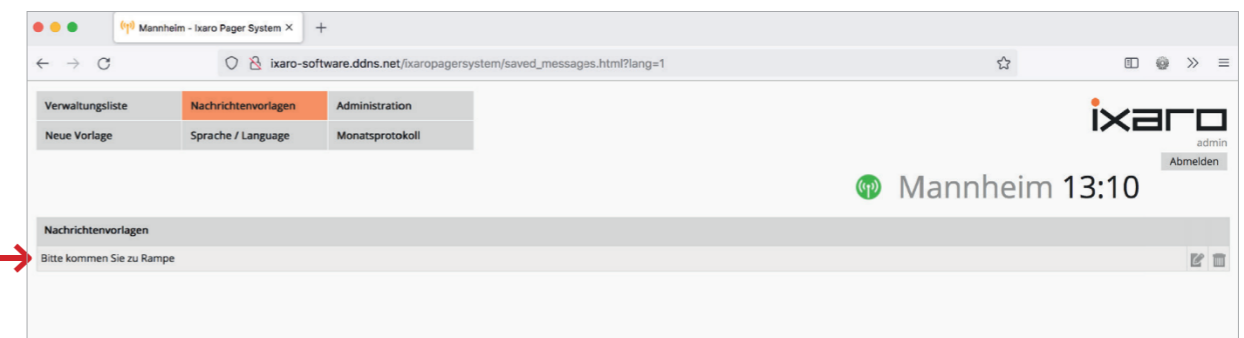 Mannheim - Ixaro Pager System
ixaro-software.ddns.net/ixaropagersystem/saved_messages.html?lang=1
Verwaltungsliste Nachrichtenvorlagen Administration
Neue Vorlage Sprache / Language Monatsprotokoll
ixaro
admin
Abmelden
Mannheim 13:10
Nachrichtenvorlagen
Bitte kommen Sie zu Rampe